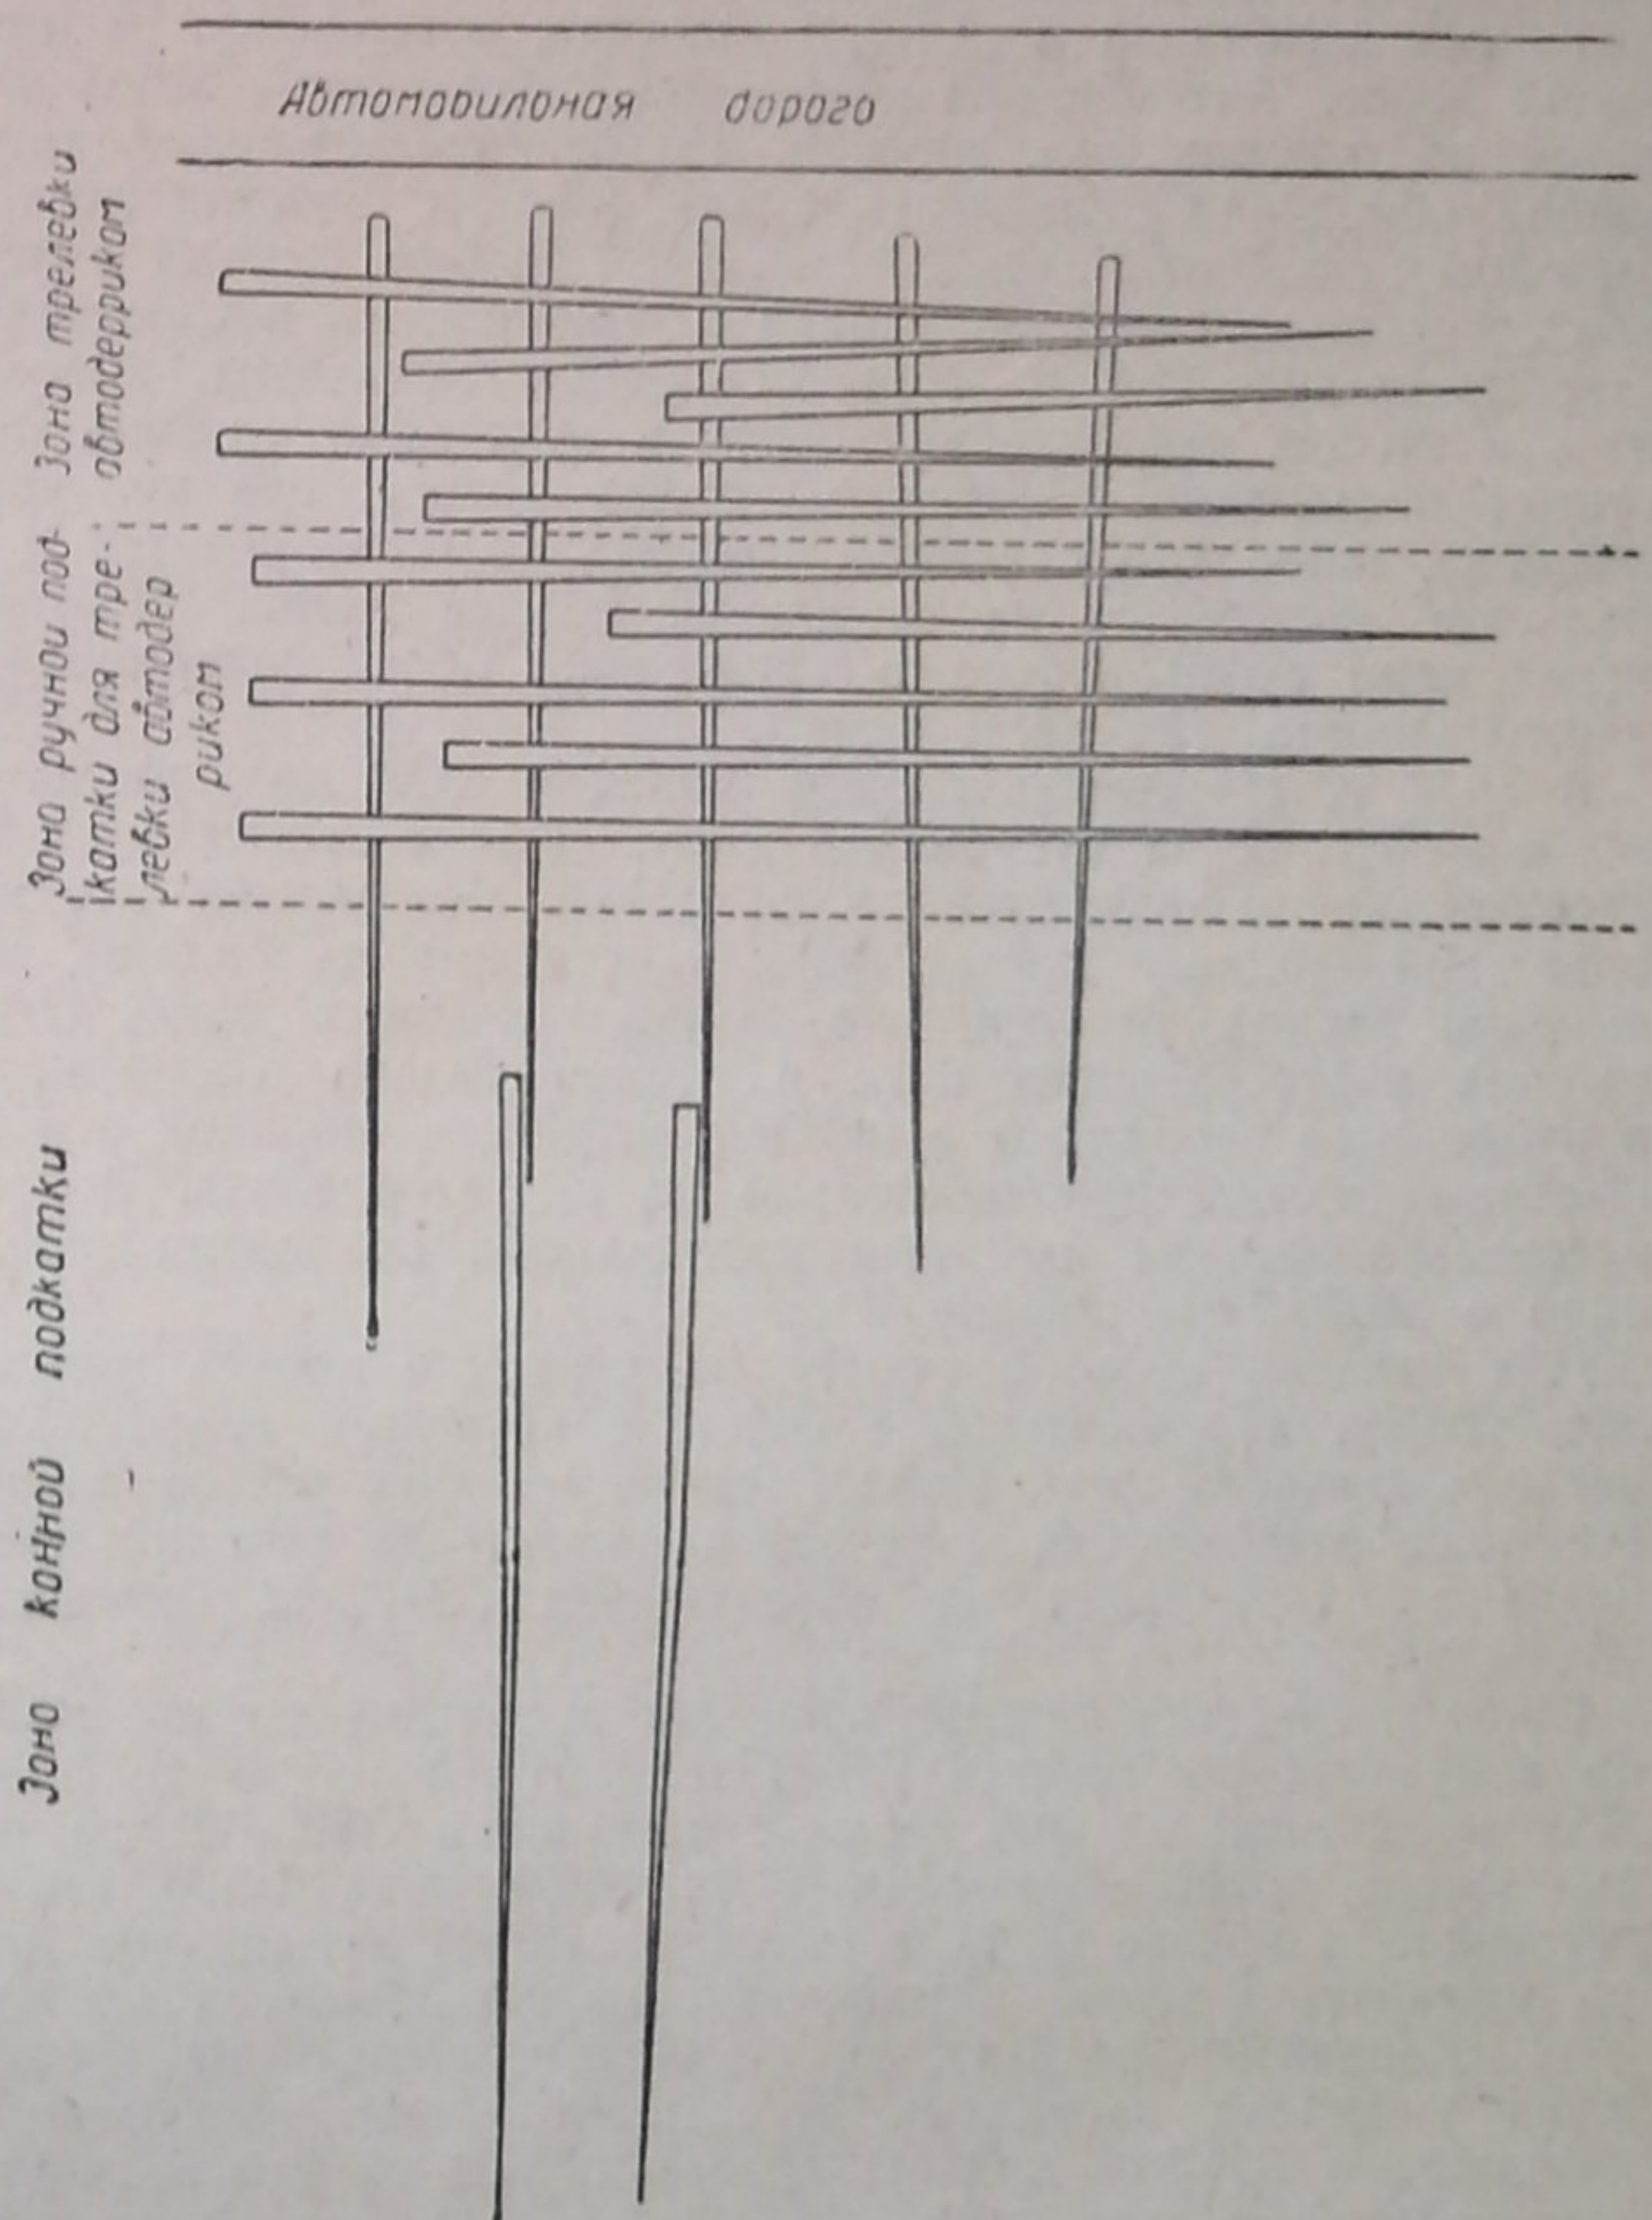 Автомобильная дорога
Зона трелевки
автодерриком
Зона ручной под-
катки для тре-
левки автодер
риком
Зона конной подкатки